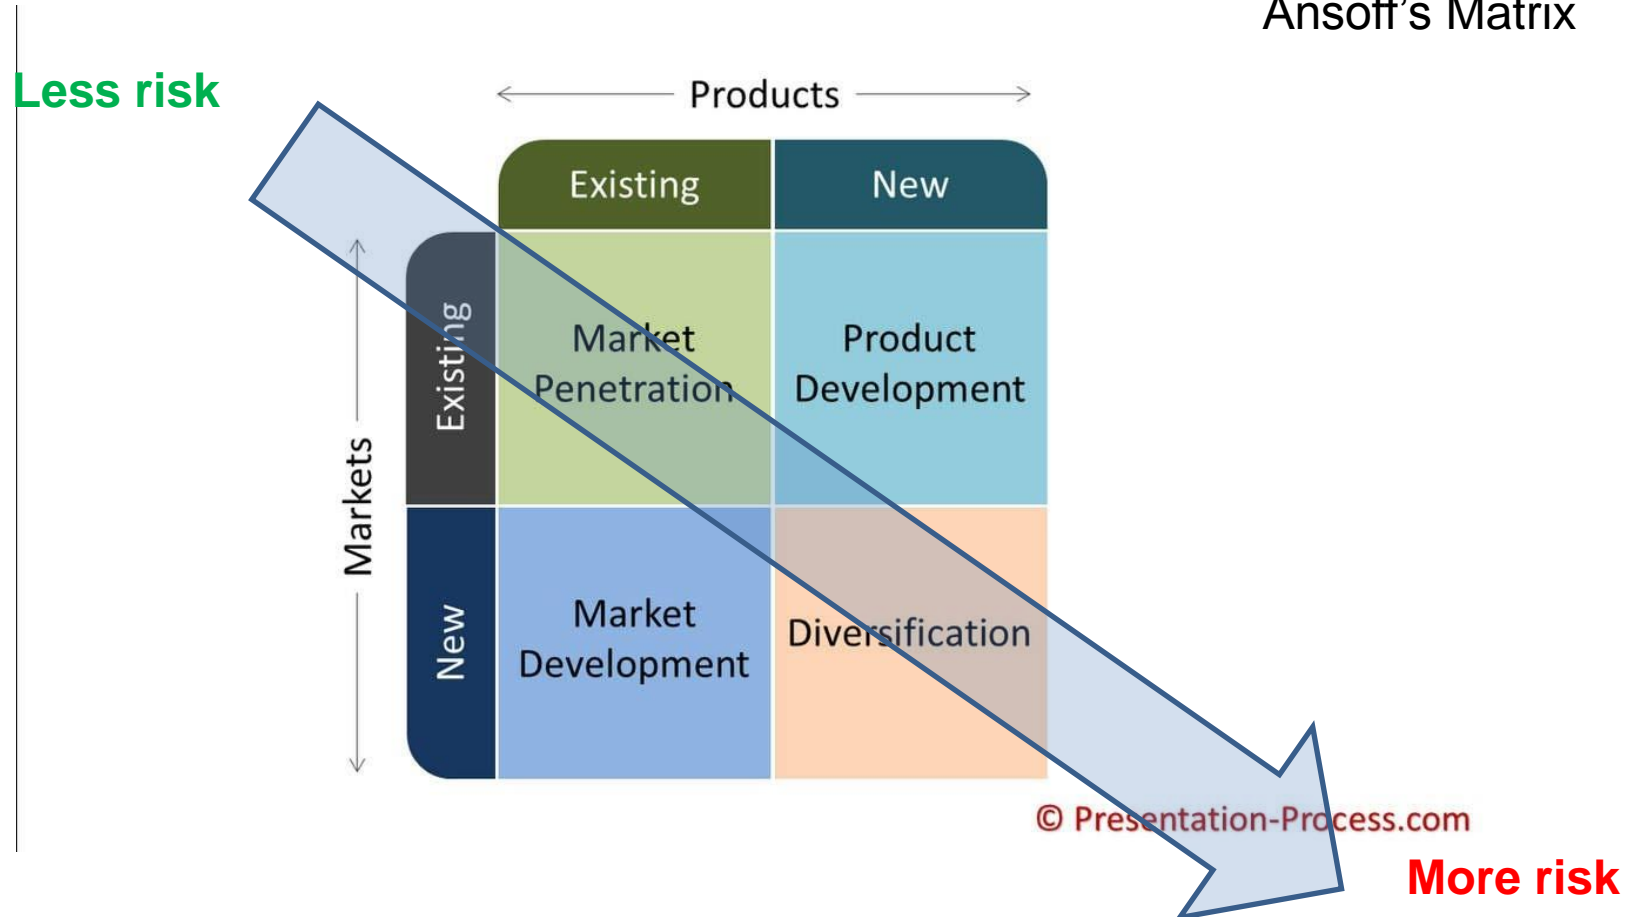 Ansoff's Matrix
Less risk
Products
Existing
New
Markets
Existing
Market
Penetration
Product
Development
New
Market
Development
Diversification
© Presentation-Process.com
More risk